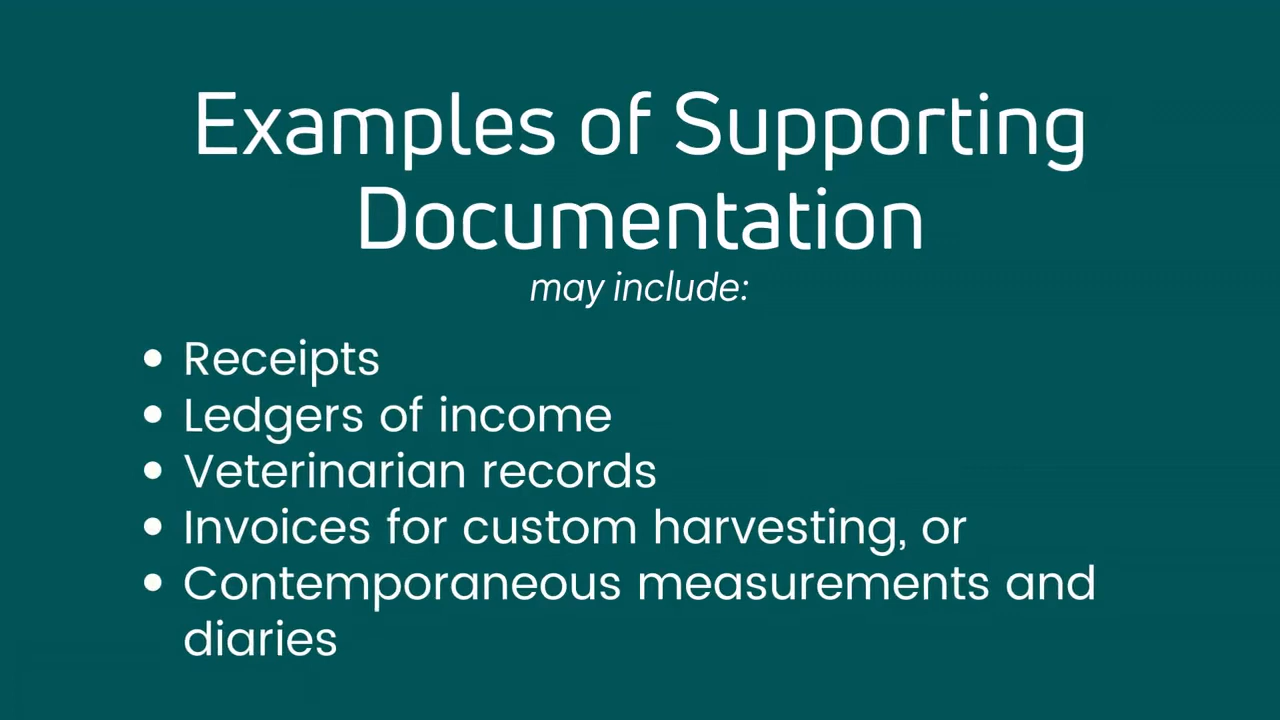 Examples of Supporting
Documentation
may include:
• Receipts
• Ledgers of income
• Veterinarian records
• Invoices for custom harvesting, or
• Contemporaneous measurements and
diaries